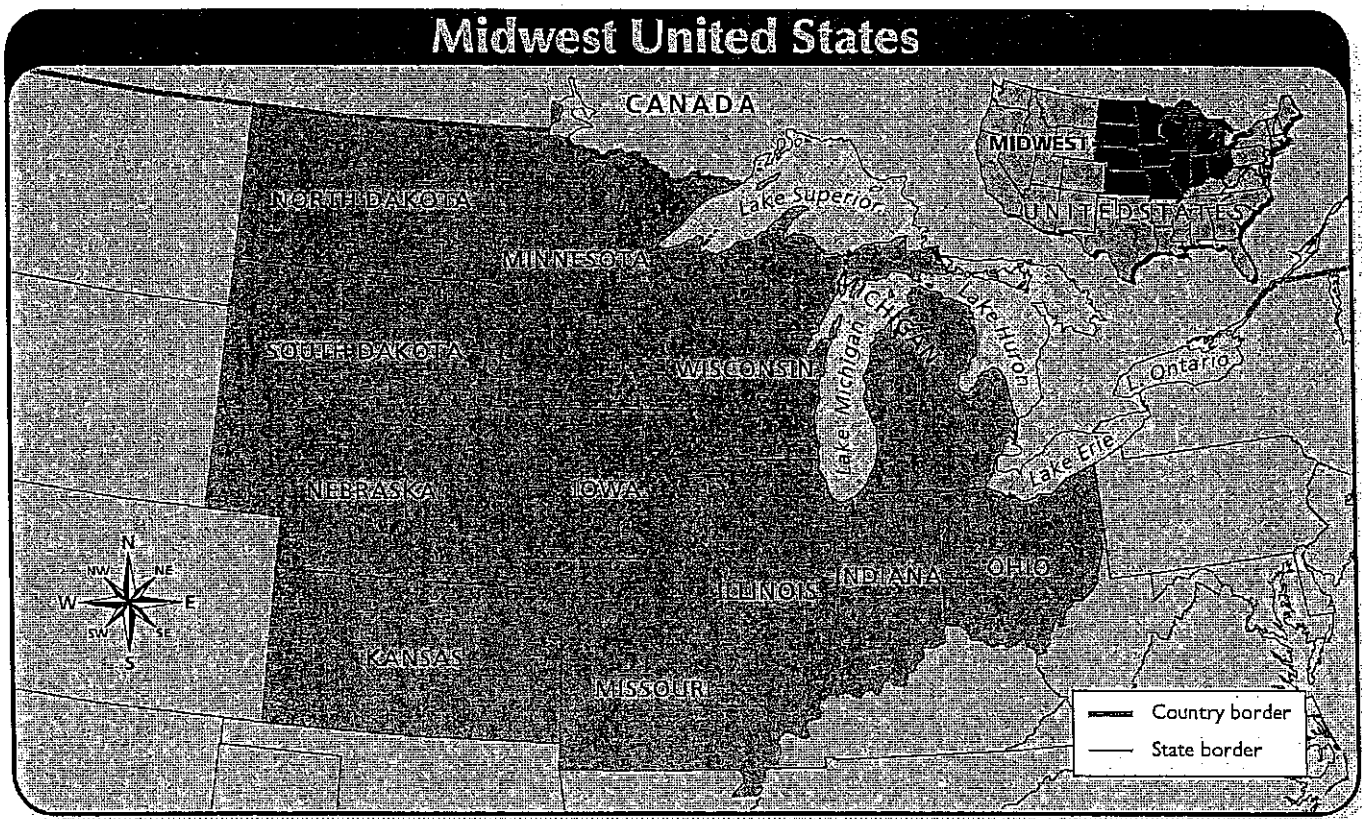 Midwest United States
CANADA
MIDWEST
UNITED STATES
NORTH DAKOTA
Lake Superior
MINNESOTA
MICHIGAN
Lake Huron
SOUTH DAKOTA
WISCONSIN
Lake Michigan
L. Ontario
Lake Erie
NEBRASKA
IOWA
N
NW
NE
W
E
SW
SE
S
ILLINOIS
INDIANA
OHIO
KANSAS
MISSOURI
Country border
State border